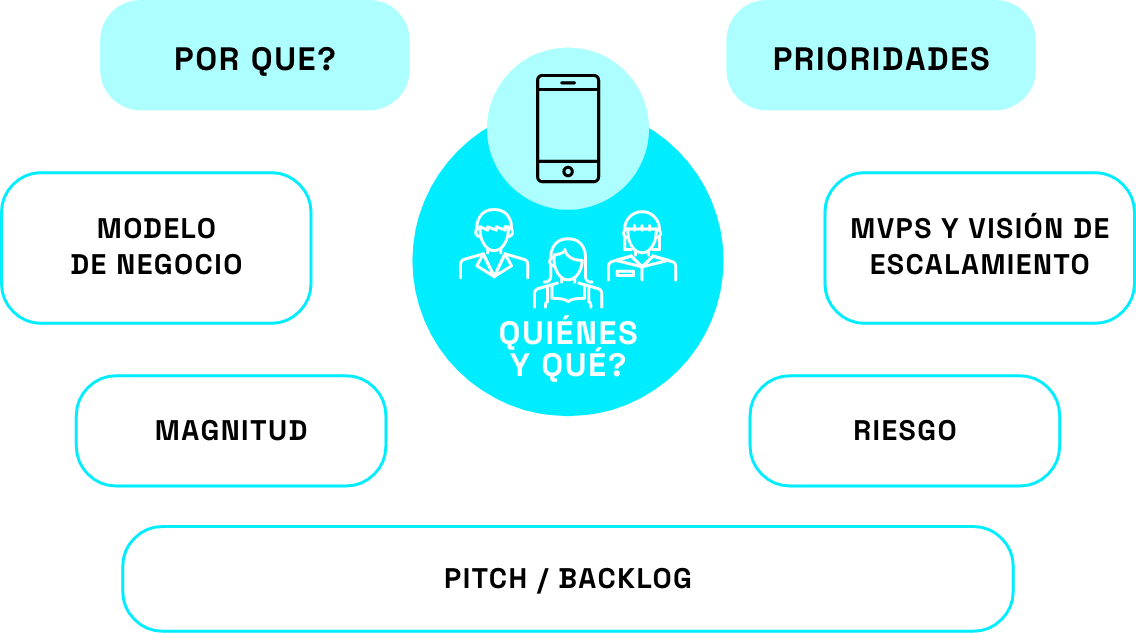 POR QUE?
PRIORIDADES
MODELO
DE NEGOCIO
MVPS Y VISIÓN DE
ESCALAMIENTO
QUIÉNES
Y QUÉ?
MAGNITUD
RIESGO
PITCH / BACKLOG